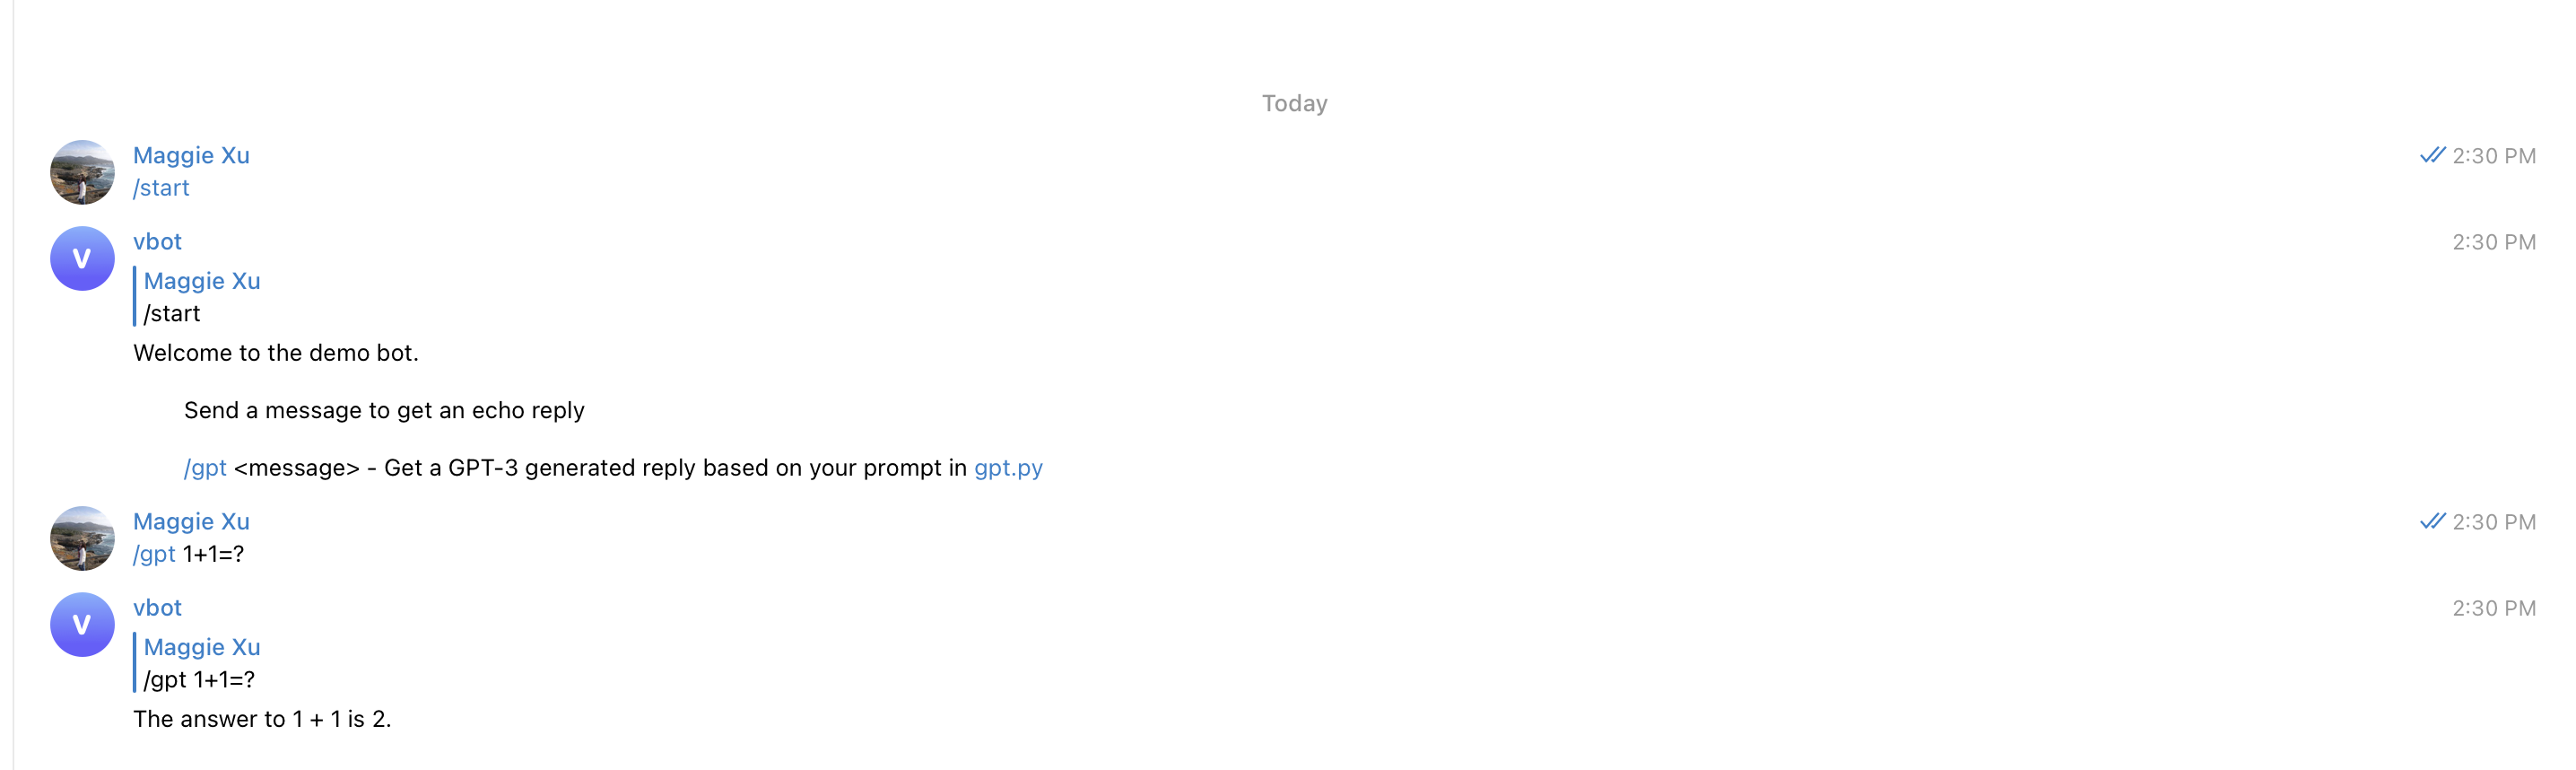 Today
Maggie Xu
2:30 PM
/start
vbot
2:30 PM
Maggie Xu
/start
Welcome to the demo bot.
Send a message to get an echo reply
/gpt <message> - Get a GPT-3 generated reply based on your prompt in gpt.py
Maggie Xu
2:30 PM
/gpt 1+1=?
vbot
2:30 PM
Maggie Xu
/gpt 1+1=?
The answer to 1 + 1 is 2.